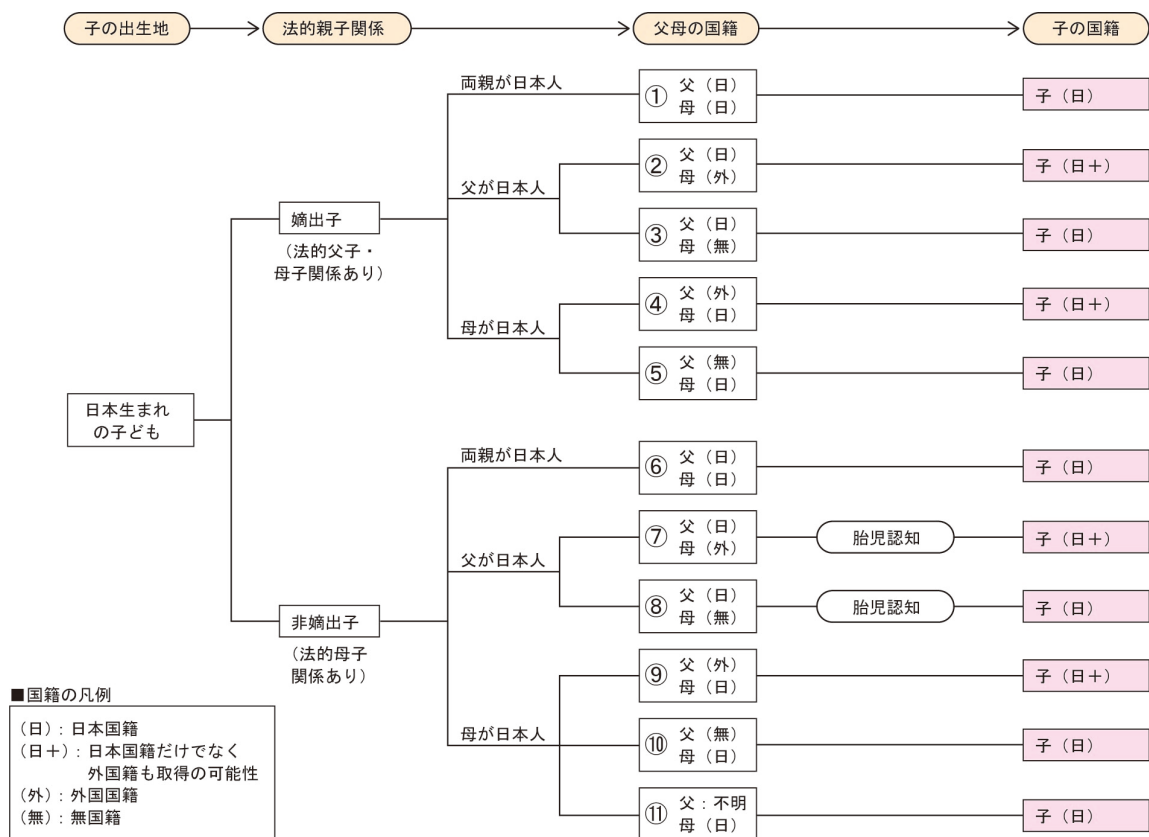 子の出生地
法的親子関係
父母の国籍
子の国籍
両親が日本人
① 父（日）
母（日）
子（日）
父が日本人
② 父（日）
母（外）
子（日＋）
③ 父（日）
母（無）
子（日）
嫡出子
（法的父子・
母子関係あり）
母が日本人
④ 父（外）
母（日）
子（日＋）
⑤ 父（無）
母（日）
子（日）
日本生まれ
の子ども
両親が日本人
⑥ 父（日）
母（日）
子（日）
父が日本人
⑦ 父（日）
母（外）
胎児認知
子（日＋）
⑧ 父（日）
母（無）
胎児認知
子（日）
非嫡出子
（法的母子
関係あり）
母が日本人
⑨ 父（外）
母（日）
子（日＋）
⑩ 父（無）
母（日）
子（日）
⑪ 父：不明
母（日）
子（日）
■国籍の凡例
（日）：日本国籍
（日＋）：日本国籍だけでなく
外国籍も取得の可能性
（外）：外国国籍
（無）：無国籍